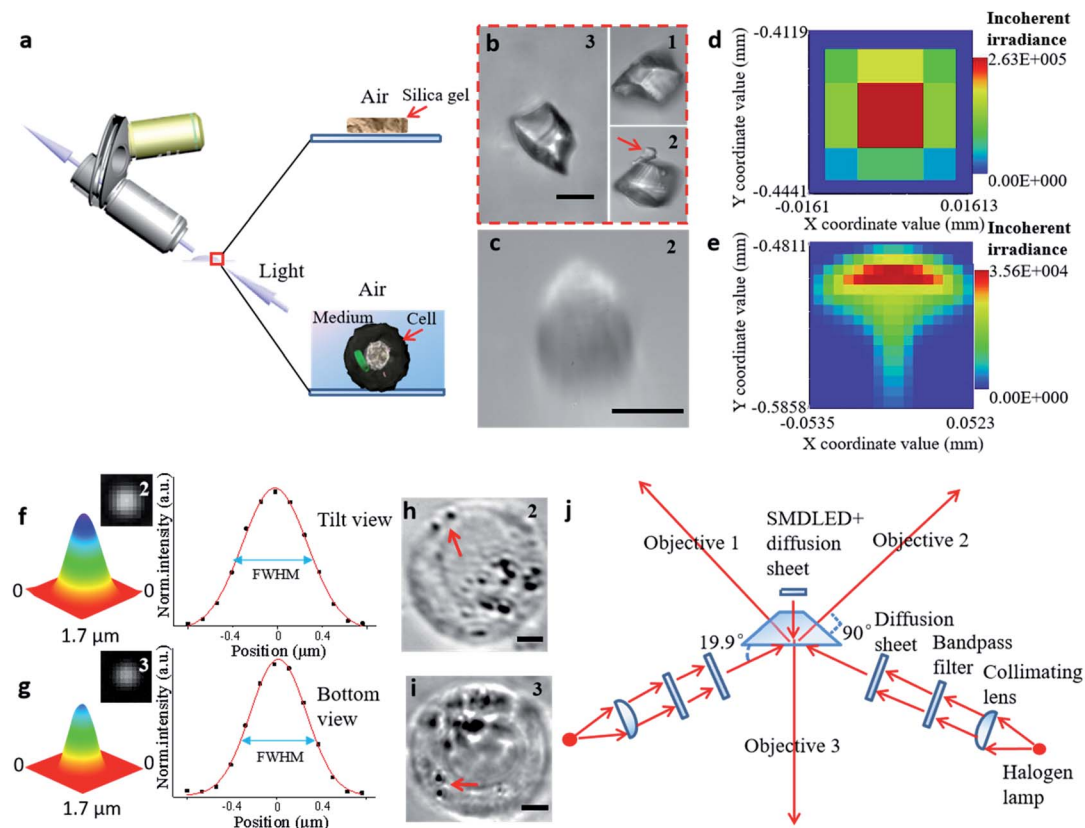 a
Air
Silica gel
Light
Air
Medium
Cell
b
3
1
2
c
2
d
-0.4119
Y coordinate value (mm)
-0.4441
-0.0161
0.01613
X coordinate value (mm)
Incoherent
irradiance
2.63E+005
0.00E+000
e
-0.4811
Y coordinate value (mm)
-0.5858
-0.0535
0.0523
X coordinate value (mm)
Incoherent
irradiance
3.56E+004
0.00E+000
f
2
0
0
1.7 μm
Norm.intensity (a.u.)
Tilt view
FWHM
-0.4
0
0.4
Position (μm)
g
3
0
0
1.7 μm
Norm.intensity (a.u.)
Bottom
view
FWHM
-0.4
0
0.4
Position (μm)
h
2
i
3
j
SMDLED+
diffusion
sheet
Objective 1
Objective 2
19.9°
90°
Diffusion
sheet
Bandpass
filter
Collimating
lens
Objective 3
Halogen
lamp